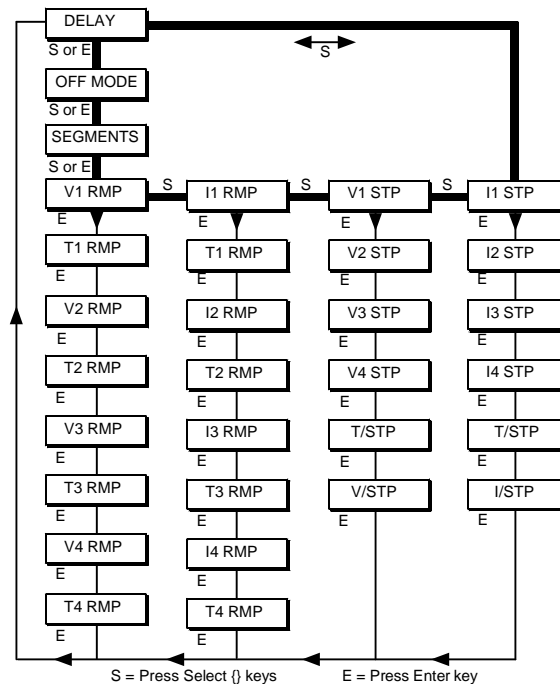 DELAY
S or E
S
OFF MODE
S or E
SEGMENTS
S or E
V1 RMP S I1 RMP S V1 STP S I1 STP
E E E E
T1 RMP T1 RMP V2 STP I2 STP
E E E E
V2 RMP I2 RMP V3 STP I3 STP
E E E E
T2 RMP T2 RMP V4 STP I4 STP
E E E E
V3 RMP I3 RMP T/STP T/STP
E E E E
T3 RMP T3 RMP V/STP I/STP
E E E E
V4 RMP I4 RMP
E E
T4 RMP T4 RMP
E E
S = Press Select {} keys E = Press Enter key